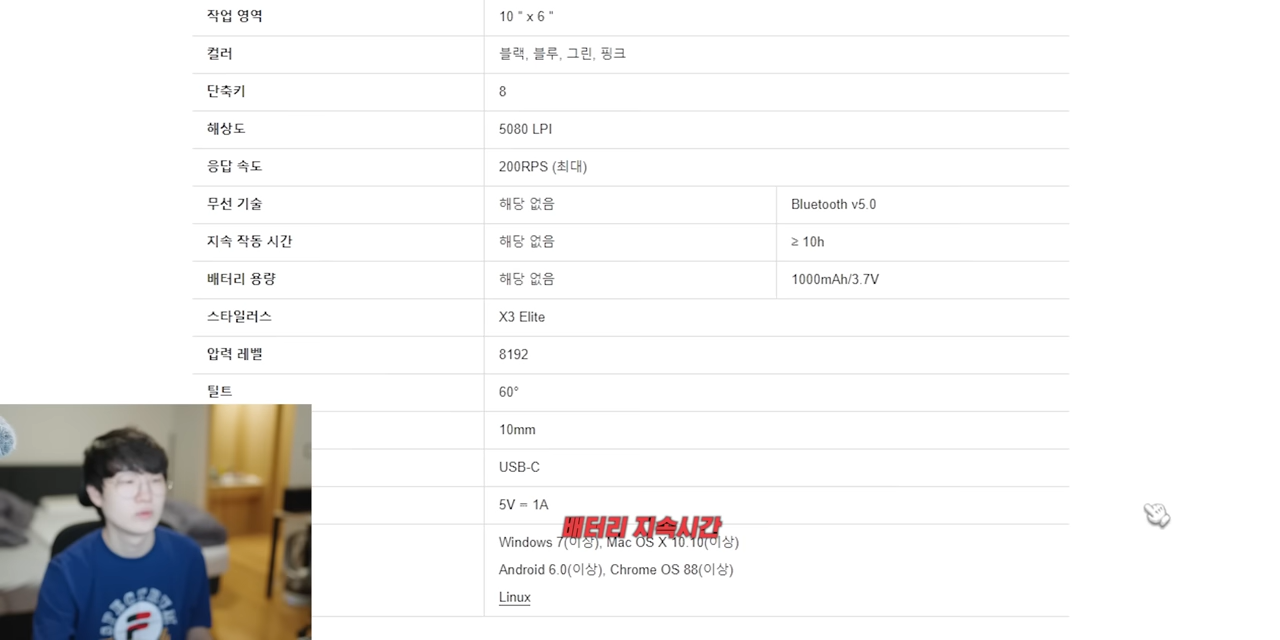 작업 영역 10 " x 6 "
컬러 블랙, 블루, 그린, 핑크
단축키 8
해상도 5080 LPI
응답 속도 200RPS (최대)
무선 기술 해당 없음 Bluetooth v5.0
지속 작동 시간 해당 없음 ≥ 10h
배터리 용량 해당 없음 1000mAh/3.7V
스타일러스 X3 Elite
압력 레벨 8192
틸트 60°
10mm
USB-C
5V = 1A
배터리 지속시간
Windows 7(이상), Mac OS X 10.10(이상)
Android 6.0(이상), Chrome OS 88(이상)
Linux